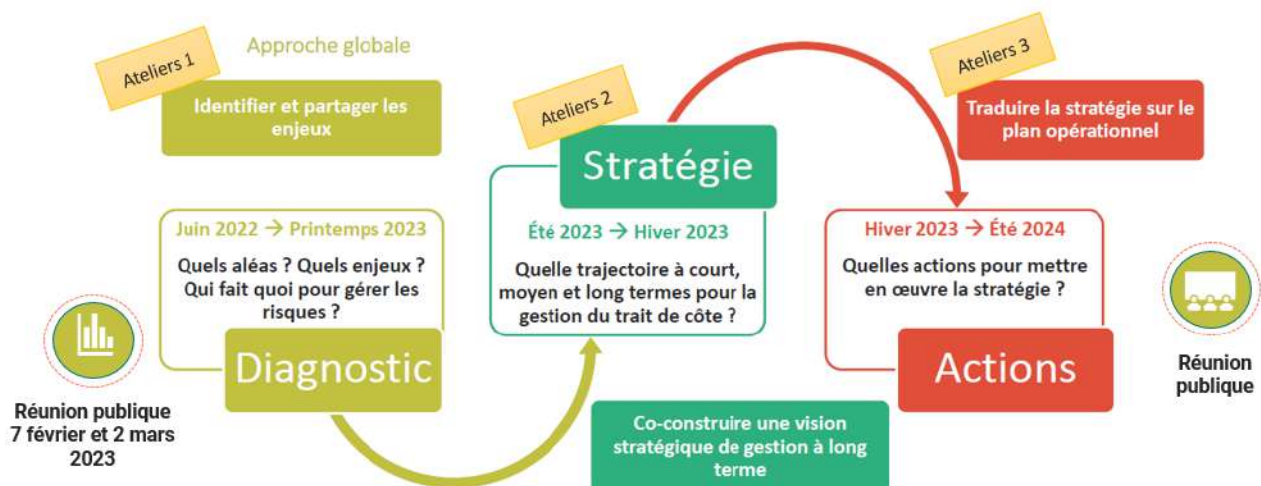 Approche globale
Ateliers 1
Identifier et partager les
enjeux
Juin 2022 → Printemps 2023
Quels aléas ? Quels enjeux ?
Qui fait quoi pour gérer les
risques ?
Diagnostic
Réunion publique
7 février et 2 mars
2023
Ateliers 2
Stratégie
Été 2023 → Hiver 2023
Quelle trajectoire à court,
moyen et long termes pour la
gestion du trait de côte ?
Co-construire une vision
stratégique de gestion à long
terme
Ateliers 3
Traduire la stratégie sur le
plan opérationnel
Hiver 2023 → Été 2024
Quelles actions pour mettre
en œuvre la stratégie ?
Actions
Réunion
publique